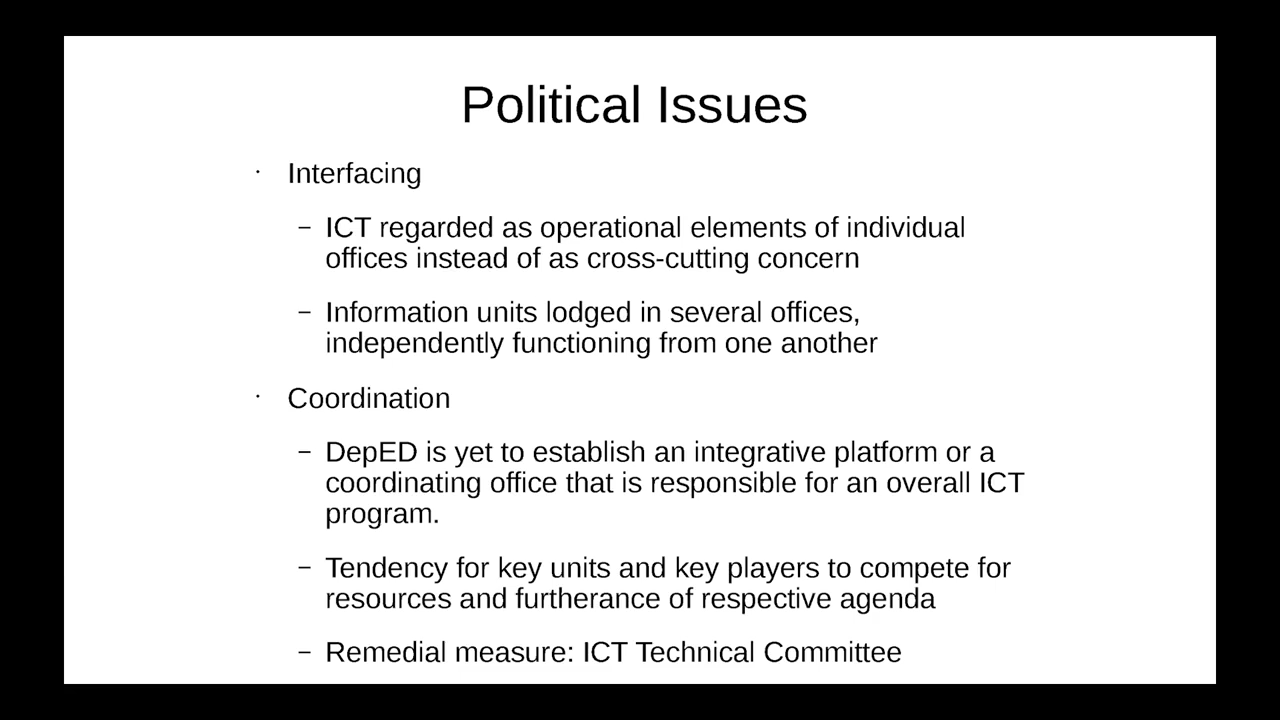 Political Issues
· Interfacing
– ICT regarded as operational elements of individual
offices instead of as cross-cutting concern
– Information units lodged in several offices,
independently functioning from one another
· Coordination
– DepED is yet to establish an integrative platform or a
coordinating office that is responsible for an overall ICT
program.
– Tendency for key units and key players to compete for
resources and furtherance of respective agenda
– Remedial measure: ICT Technical Committee